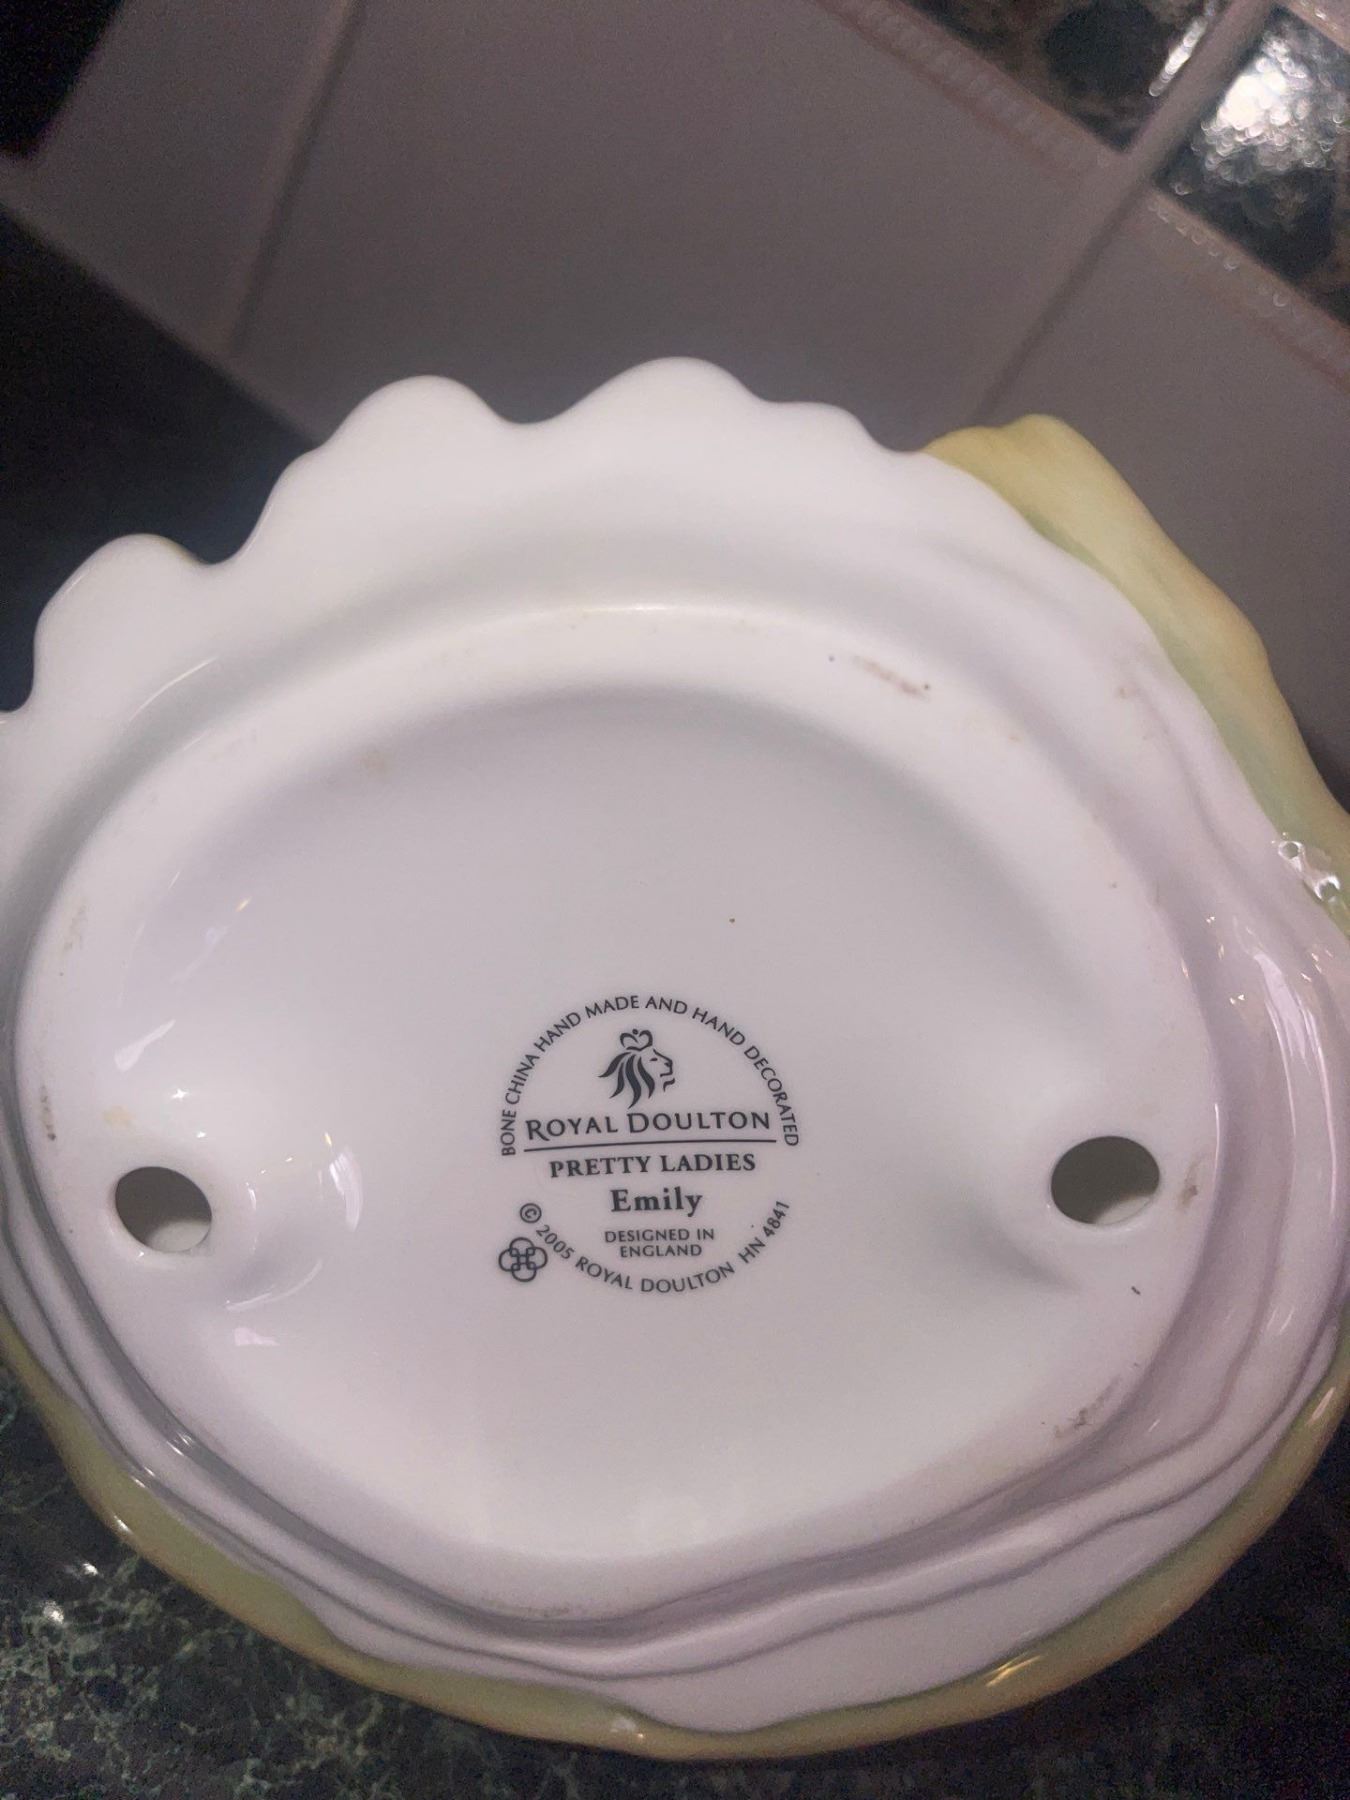 BONE CHINA HAND MADE AND HAND DECORATED
ROYAL DOULTON
PRETTY LADIES
Emily
DESIGNED IN
ENGLAND
© 2005 ROYAL DOULTON HN 4841